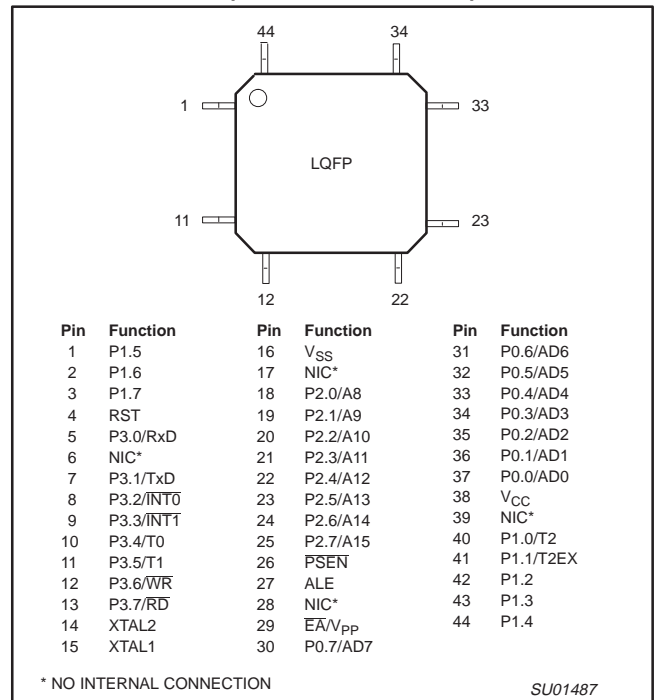 44 34
1 33
LQFP
11 23
12 22
Pin Function Pin Function Pin Function
1 P1.5 16 VSS 31 P0.6/AD6
2 P1.6 17 NIC* 32 P0.5/AD5
3 P1.7 18 P2.0/A8 33 P0.4/AD4
4 RST 19 P2.1/A9 34 P0.3/AD3
5 P3.0/RxD 20 P2.2/A10 35 P0.2/AD2
6 NIC* 21 P2.3/A11 36 P0.1/AD1
7 P3.1/TxD 22 P2.4/A12 37 P0.0/AD0
8 P3.2/INT0 23 P2.5/A13 38 VCC
9 P3.3/INT1 24 P2.6/A14 39 NIC*
10 P3.4/T0 25 P2.7/A15 40 P1.0/T2
11 P3.5/T1 26 PSEN 41 P1.1/T2EX
12 P3.6/WR 27 ALE 42 P1.2
13 P3.7/RD 28 NIC* 43 P1.3
14 XTAL2 29 EA/VPP 44 P1.4
15 XTAL1 30 P0.7/AD7
* NO INTERNAL CONNECTION
SU01487